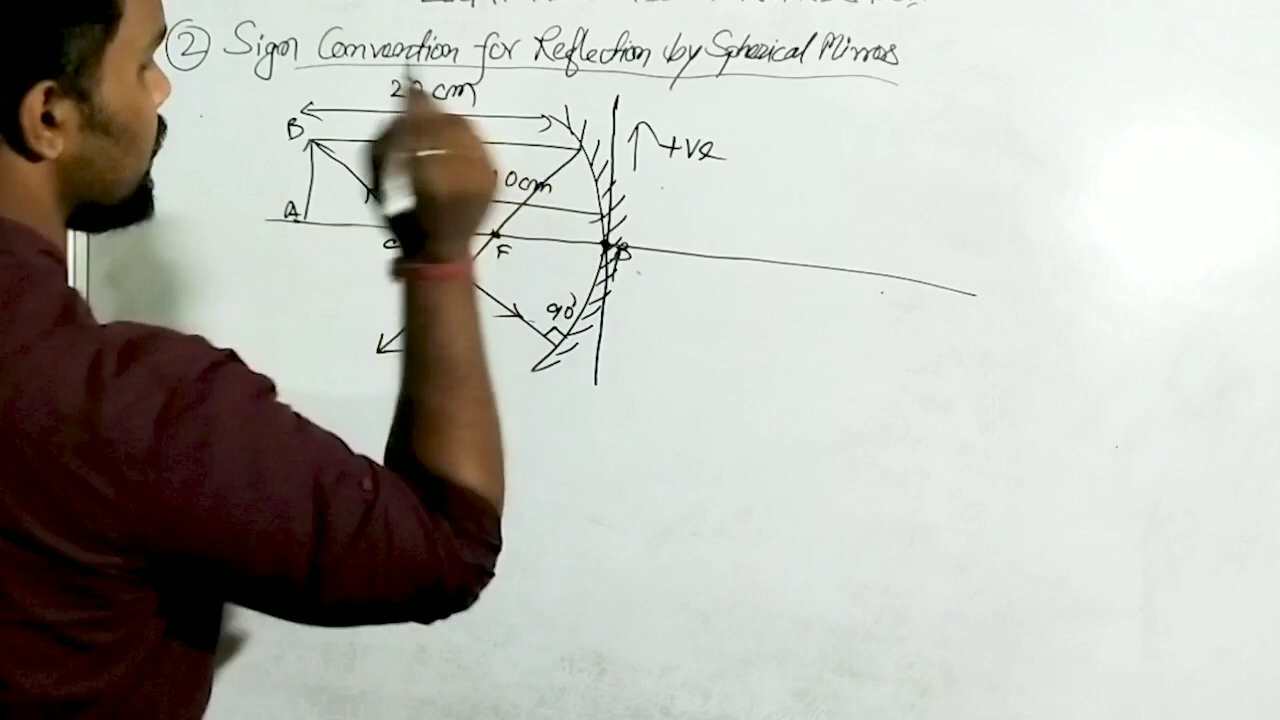 ② Sign Convention for Reflection by Spherical Mirrors
cm
B
+ve
0cm
A
C
F
90°